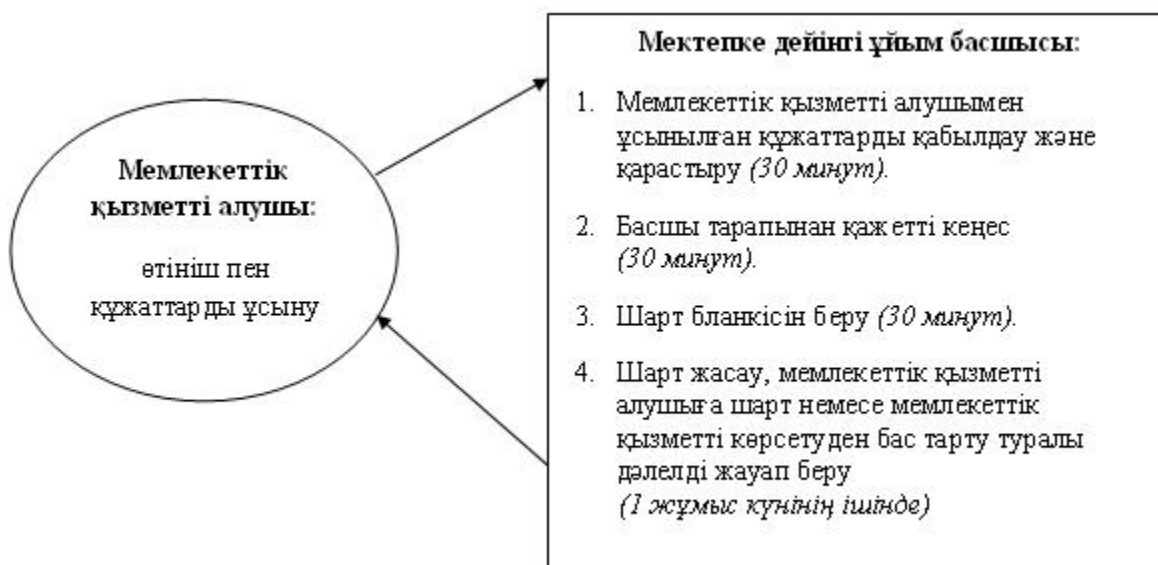 Мемлекеттік
қызметті алушы:
өтініш пен
құжаттарды ұсыну
Мектепке дейінгі ұйым басшысы:
1. Мемлекеттік қызметті алушымен
ұсынылған құжаттарды қабылдау және
қарастыру (30 минут).
2. Басшы тарапынан қажетті кеңес
(30 минут).
3. Шарт бланкісін беру (30 минут).
4. Шарт жасау, мемлекеттік қызметті
алушыға шарт немесе мемлекеттік
қызметті көрсетуден бас тарту туралы
дәлелді жауап беру
(1 жұмыс күнінің ішінде)